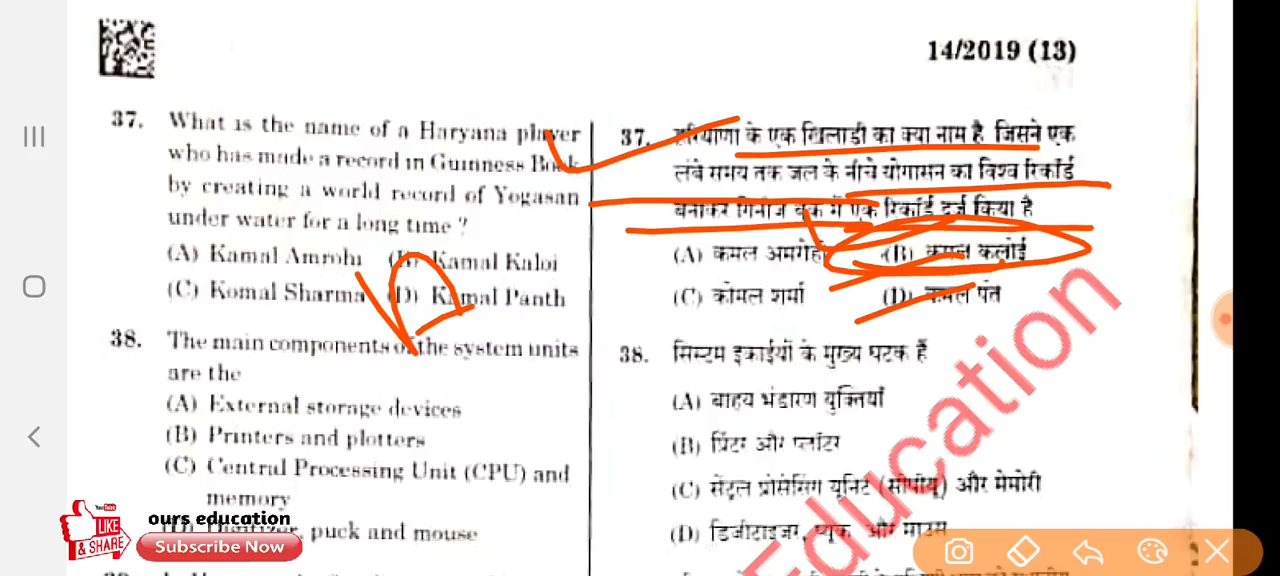 14/2019 (13)
37. What is the name of a Haryana player
who has made a record in Guinness Book
by creating a world record of Yogasan
under water for a long time ?
(A) Kamal Amrohi (B) Kamal Kaloi
(C) Komal Sharma (D) Kamal Panth
38. The main components of the system units
are the
(A) External storage devices
(B) Printers and plotters
(C) Central Processing Unit (CPU) and
memory
puck and mouse
37. हरियाणा के एक खिलाडी का क्या नाम है जिसने एक
लंबे समय तक जल के नीचे योगासन का विश्व रिकॉर्ड
बनाकर गिनीज बुक में एक रिकॉर्ड दर्ज किया है
(A) कमल अमरोही (B) कमल कलोई
(C) कोमल शर्मा (D) कमल पंत
38. सिस्टम इकाईयों के मुख्य घटक हैं
(A) बाहय भंडारण युक्तियाँ
(B) प्रिंटर और प्लॉटर
(C) सेंट्रल प्रोसेसिंग यूनिट (सीपीयू) और मेमोरी
(D) डिजीटाइजर, प्यूक और माउस
Education
YouTube
LIKE
& SHARE
ours education
Subscribe Now